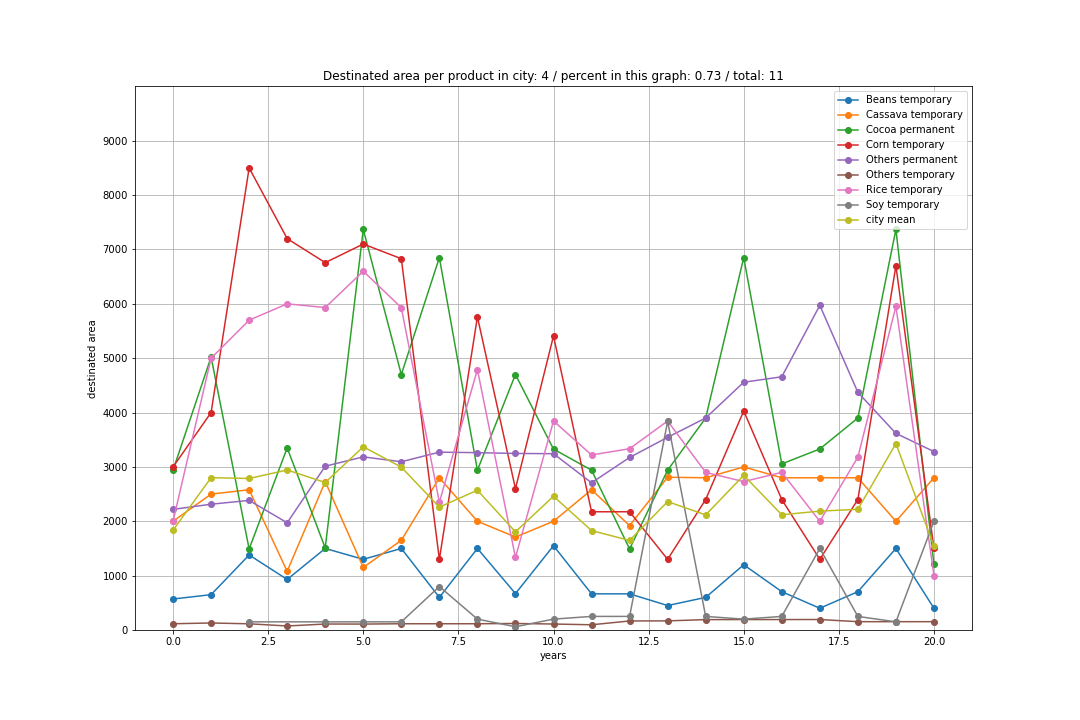 Destinated area per product in city: 4 / percent in this graph: 0.73 / total: 11
Beans temporary
Cassava temporary
Cocoa permanent
Corn temporary
Others permanent
Others temporary
Rice temporary
Soy temporary
city mean
9000
8000
7000
6000
5000
4000
3000
2000
1000
0
destinated area
0.0 2.5 5.0 7.5 10.0 12.5 15.0 17.5 20.0
years